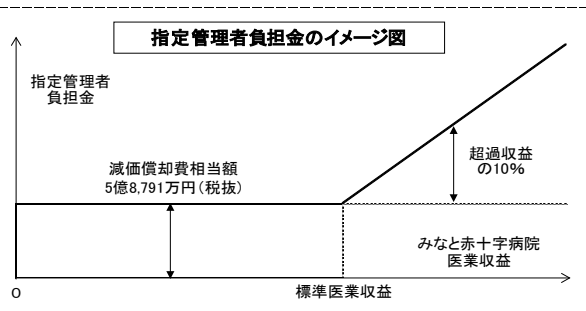 指定管理者負担金のイメージ図
指定管理者
負担金
減価償却費相当額
5億8,791万円(税抜)
超過収益
の10%
みなと赤十字病院
医業収益
0
標準医業収益